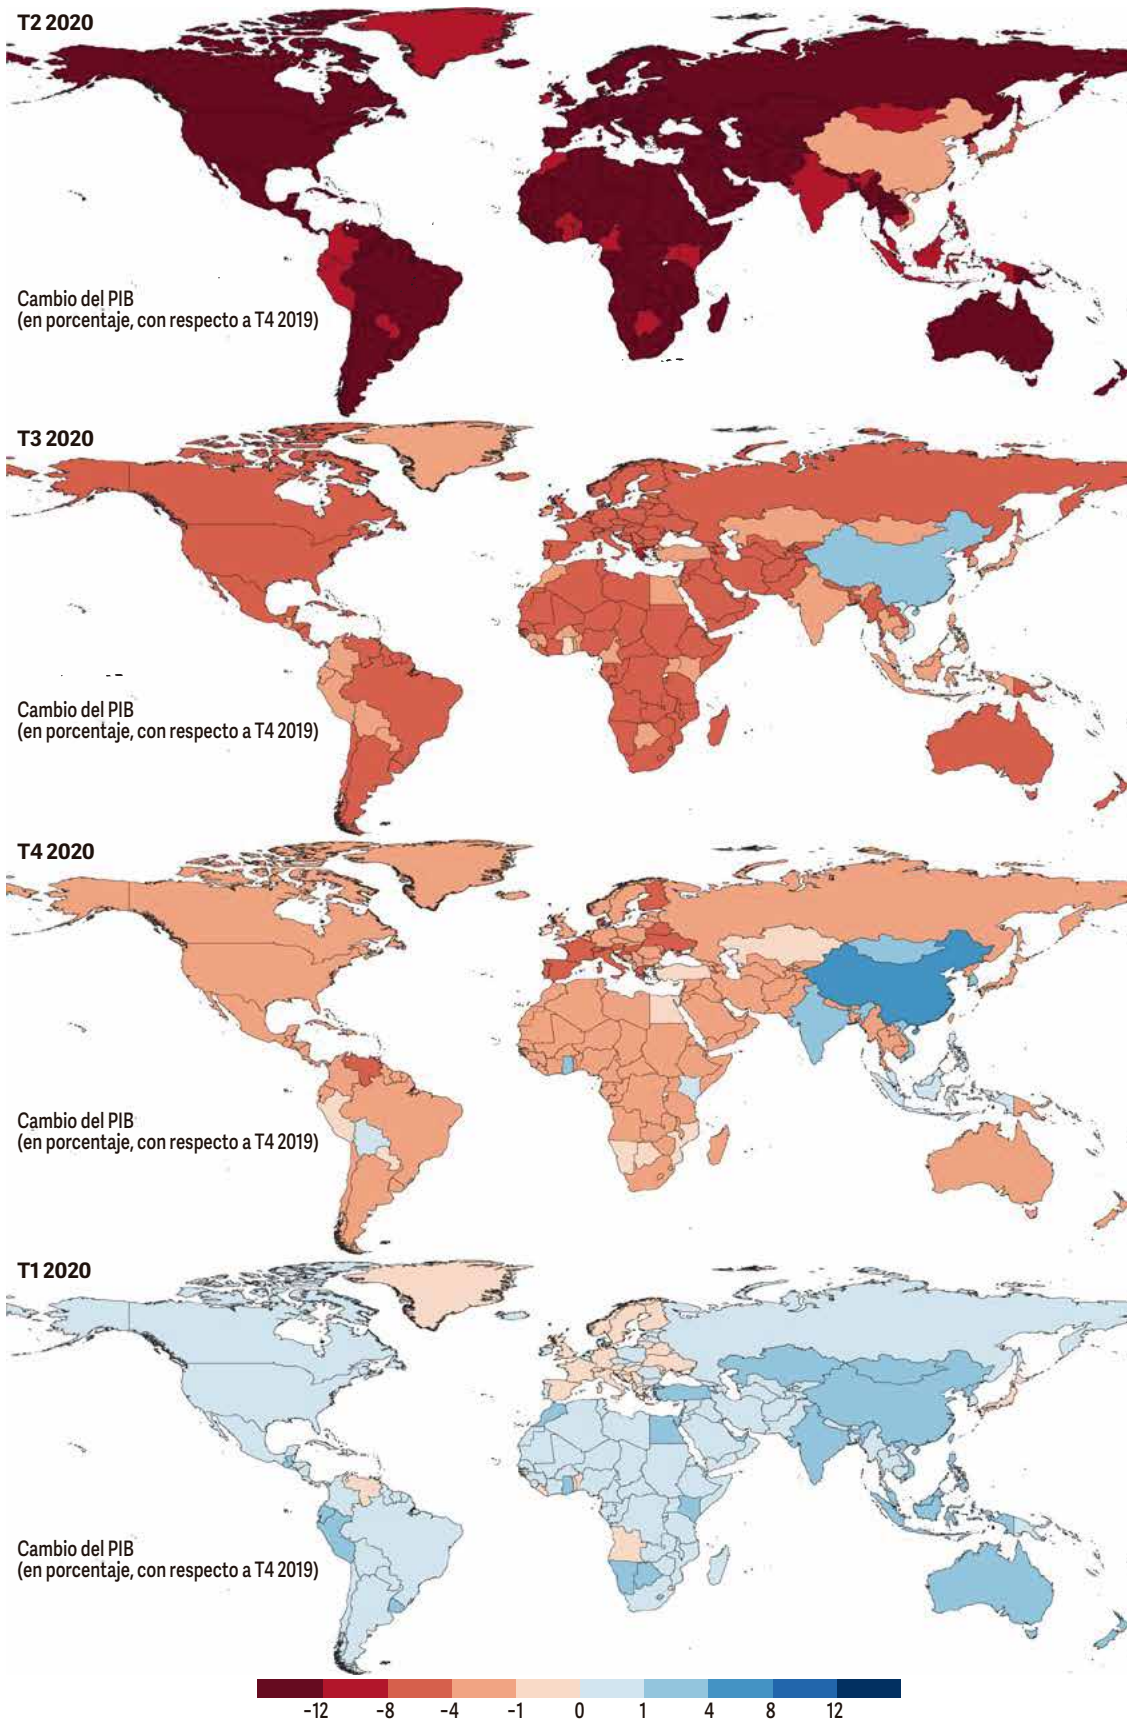 T2 2020
Cambio del PIB
(en porcentaje, con respecto a T4 2019)
T3 2020
Cambio del PIB
(en porcentaje, con respecto a T4 2019)
T4 2020
Cambio del PIB
(en porcentaje, con respecto a T4 2019)
T1 2020
Cambio del PIB
(en porcentaje, con respecto a T4 2019)
-12 -8 -4 -1 0 1 4 8 12